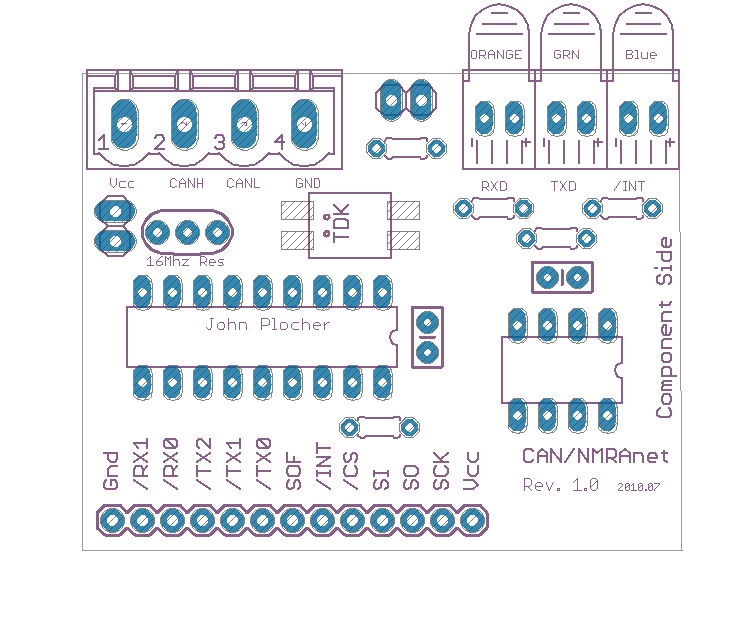 ORANGE GRN Blue
1 2 3 4
- + - + - +
Vcc CANH CANL GND
RXD TXD /INT
TDK
16Mhz Res
John Plocher
Component Side
Gnd
/RX1
/RX0
/TX2
/TX1
/TX0
SOF
/INT
/CS
SI
SO
SCK
Vcc
CAN/NMRAnet
Rev. 1.0 2010.07